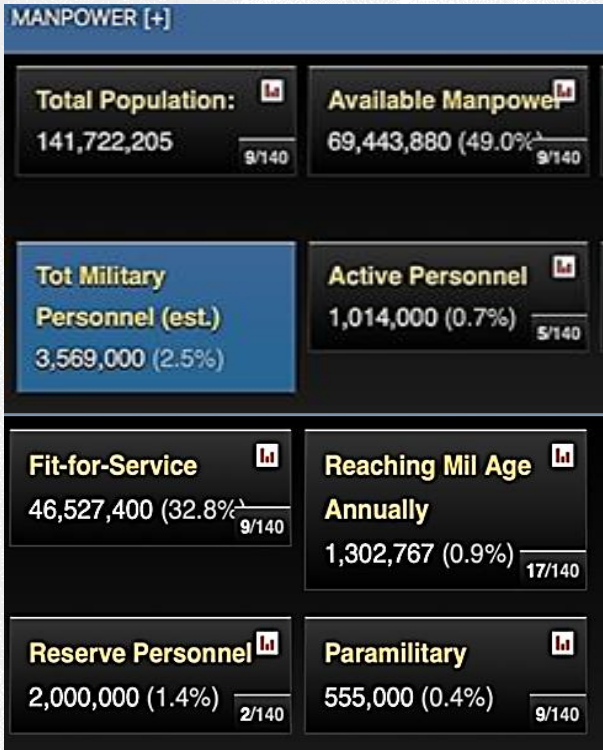 MANPOWER [+]
Total Population:
141,722,205
9/140
Available Manpower
69,443,880 (49.0%)
9/140
Tot Military
Personnel (est.)
3,569,000 (2.5%)
Active Personnel
1,014,000 (0.7%)
5/140
Fit-for-Service
46,527,400 (32.8%)
9/140
Reaching Mil Age
Annually
1,302,767 (0.9%)
17/140
Reserve Personnel
2,000,000 (1.4%)
2/140
Paramilitary
555,000 (0.4%)
9/140